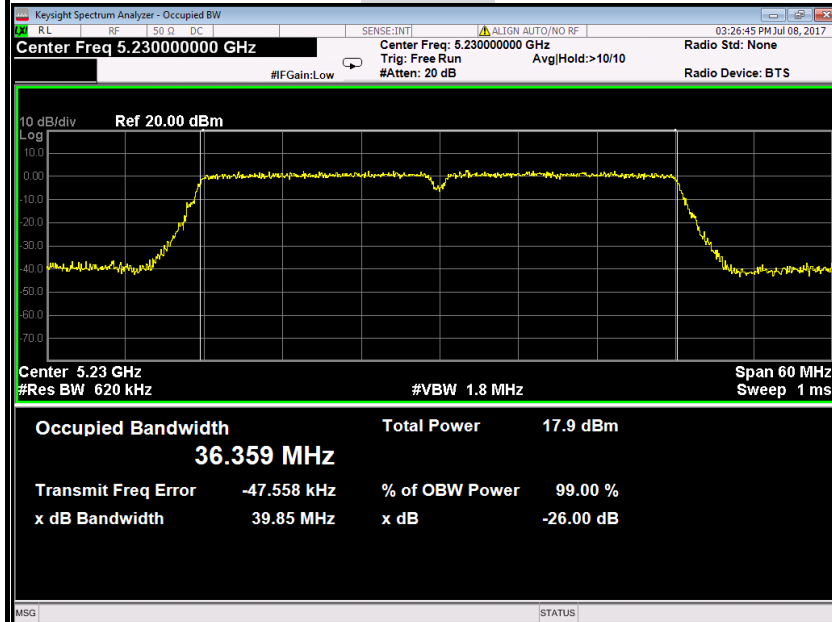 Keysight Spectrum Analyzer - Occupied BW
LXI RL RF 50 Ω DC SENSE:INT ALIGN AUTO/NO RF 03:26:45 PM Jul 08, 2017
Center Freq 5.230000000 GHz Center Freq: 5.230000000 GHz Radio Std: None
Trig: Free Run Avg|Hold:>10/10
#IFGain:Low #Atten: 20 dB Radio Device: BTS
10 dB/div Ref 20.00 dBm
Log
10.0
0.00
-10.0
-20.0
-30.0
-40.0
-50.0
-60.0
-70.0
Center 5.23 GHz Span 60 MHz
#Res BW 620 kHz #VBW 1.8 MHz Sweep 1 ms
Occupied Bandwidth Total Power 17.9 dBm
36.359 MHz
Transmit Freq Error -47.558 kHz % of OBW Power 99.00 %
x dB Bandwidth 39.85 MHz x dB -26.00 dB
MSG STATUS